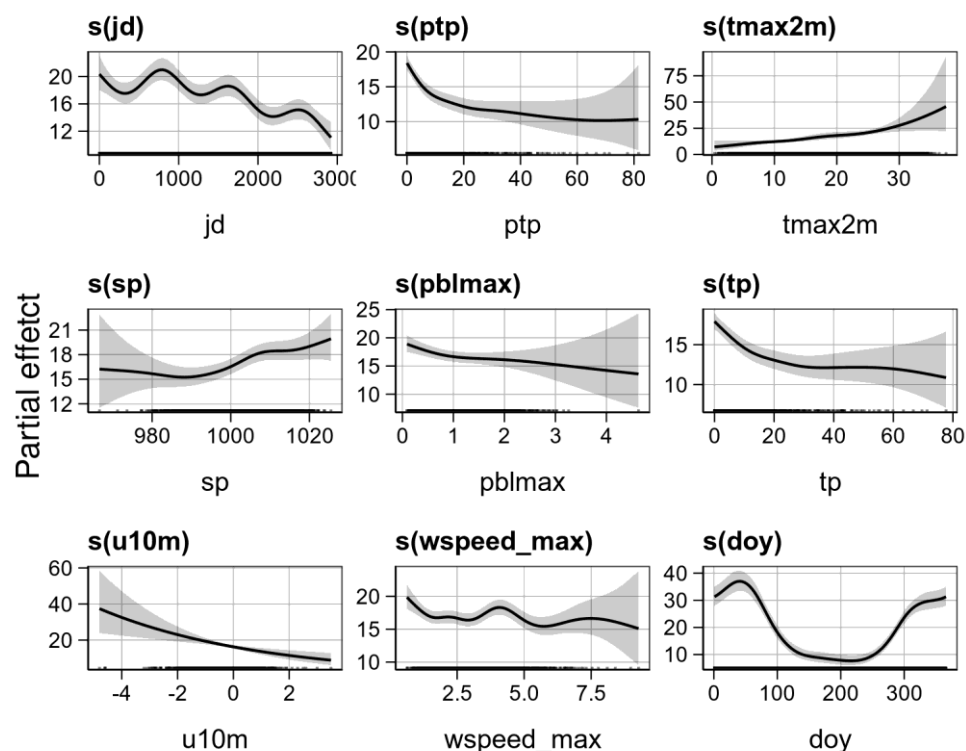 s(jd)
20
16
12
0 1000 2000 3000
jd
s(ptp)
20
15
10
0 20 40 60 80
ptp
s(tmax2m)
75
50
25
0
0 10 20 30
tmax2m
Partial effetct
s(sp)
21
18
15
12
980 1000 1020
sp
s(pblmax)
25
20
15
10
0 1 2 3 4
pblmax
s(tp)
15
10
0 20 40 60 80
tp
s(u10m)
60
40
20
-4 -2 0 2
u10m
s(wspeed_max)
20
15
10
2.5 5.0 7.5
wspeed_max
s(doy)
40
30
20
10
0 100 200 300
doy